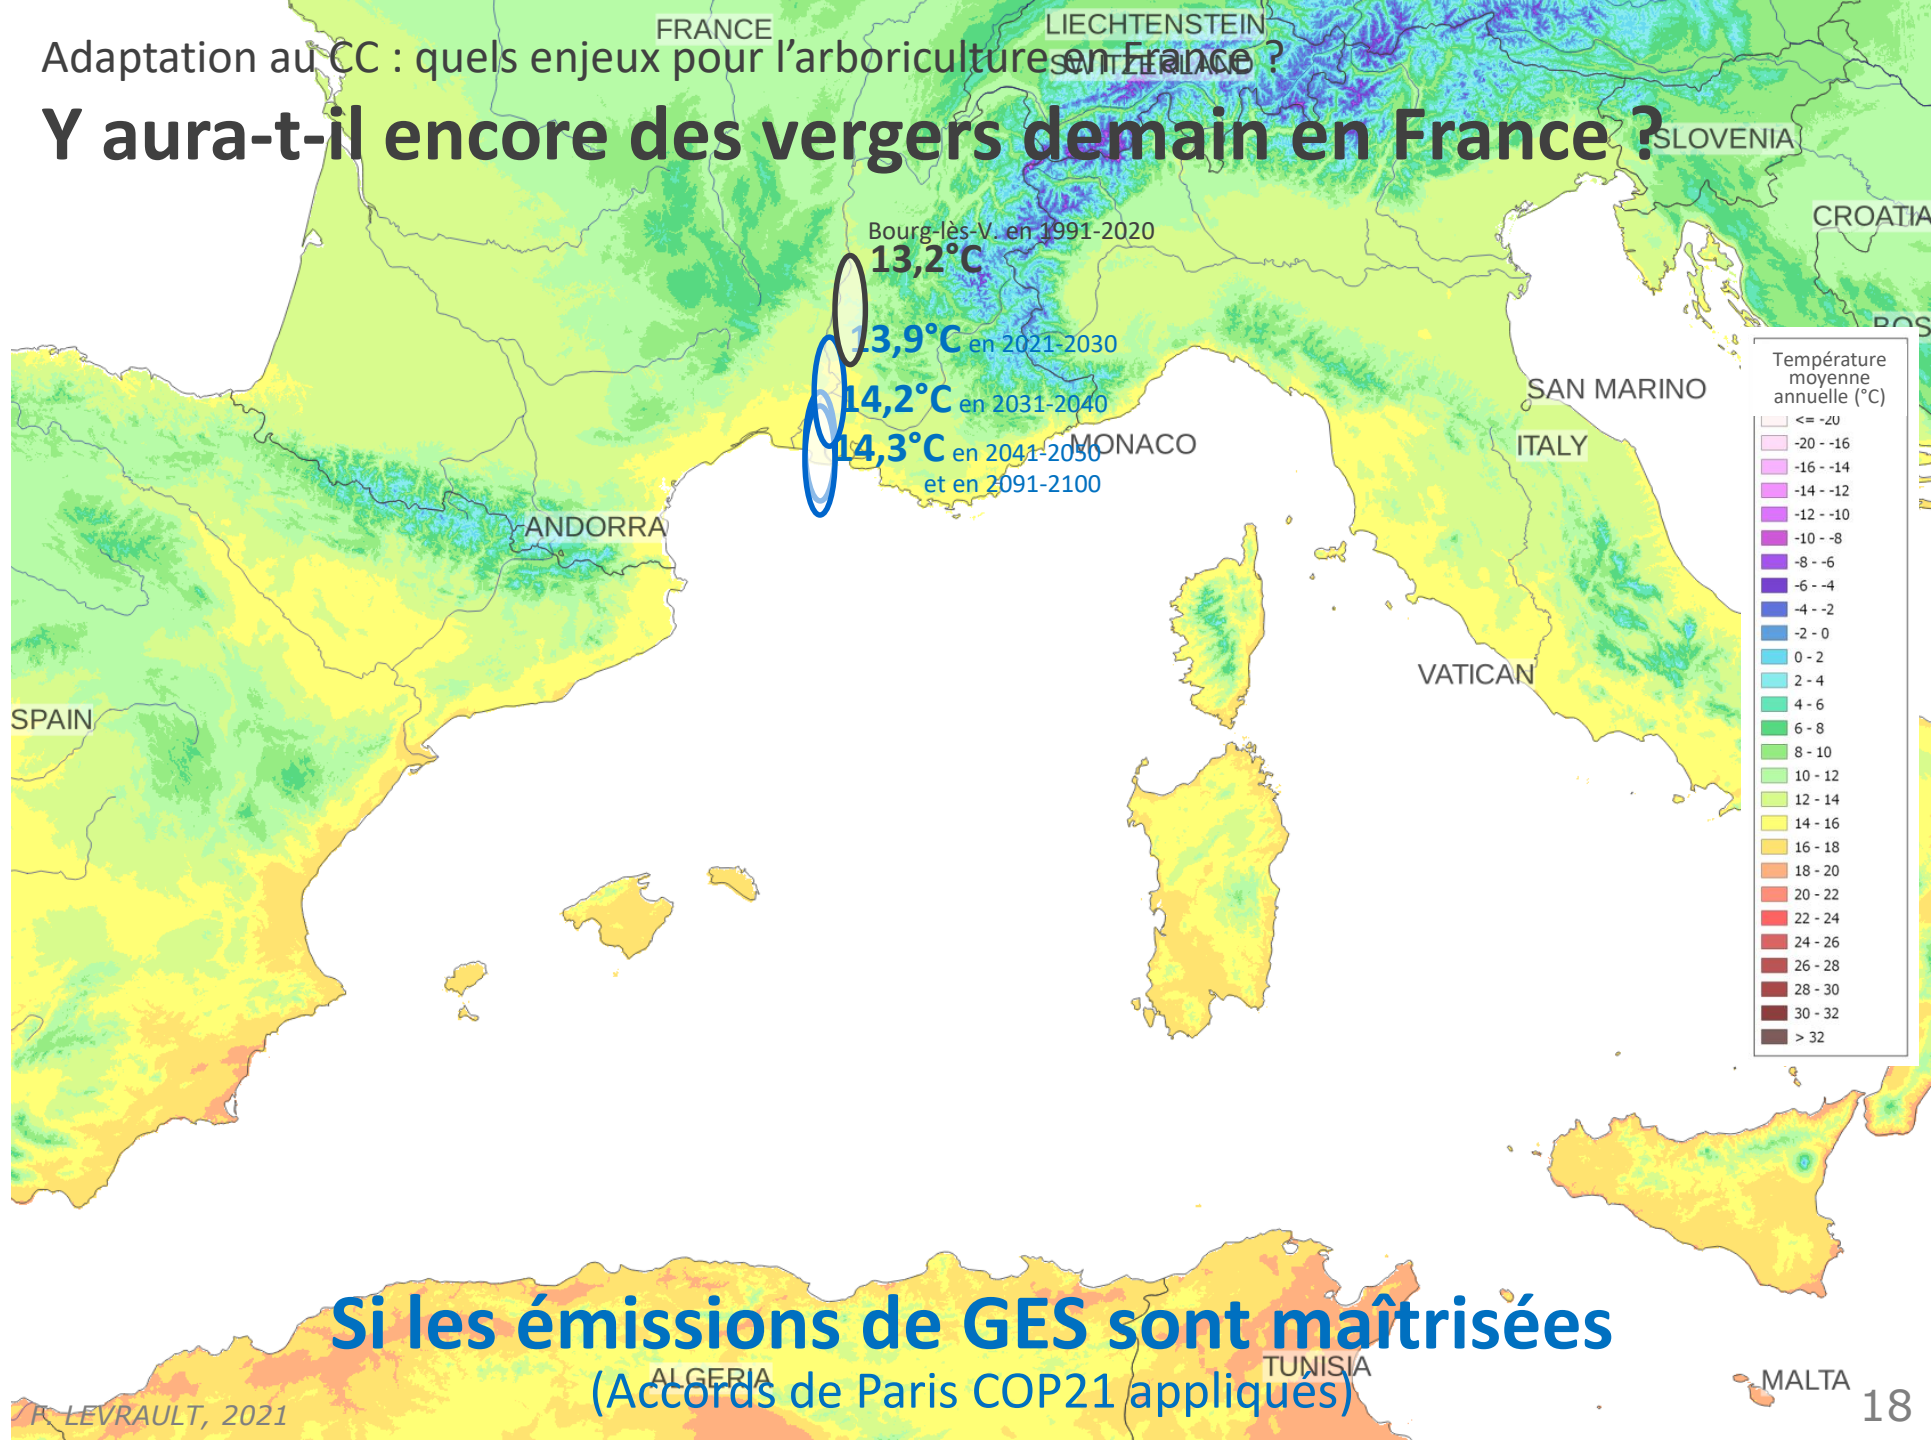 FRANCE
LIECHTENSTEIN
Adaptation au CC : quels enjeux pour l'arboriculture en France ?
SWITZERLAND
Y aura-t-il encore des vergers demain en France ?
SLOVENIA
CROATIA
Bourg-lès-V. en 1991-2020
13,2°C
BOS
13,9°C en 2021-2030
14,2°C en 2031-2040
14,3°C en 2041-2050
et en 2091-2100
MONACO
SAN MARINO
ITALY
ANDORRA
VATICAN
SPAIN
Température
moyenne
annuelle (°C)
<= -20
-20 - -16
-16 - -14
-14 - -12
-12 - -10
-10 - -8
-8 - -6
-6 - -4
-4 - -2
-2 - 0
0 - 2
2 - 4
4 - 6
6 - 8
8 - 10
10 - 12
12 - 14
14 - 16
16 - 18
18 - 20
20 - 22
22 - 24
24 - 26
26 - 28
28 - 30
30 - 32
> 32
Si les émissions de GES sont maîtrisées
(Accords de Paris COP21 appliqués)
ALGERIA
TUNISIA
MALTA
F. LEVRAULT, 2021
18